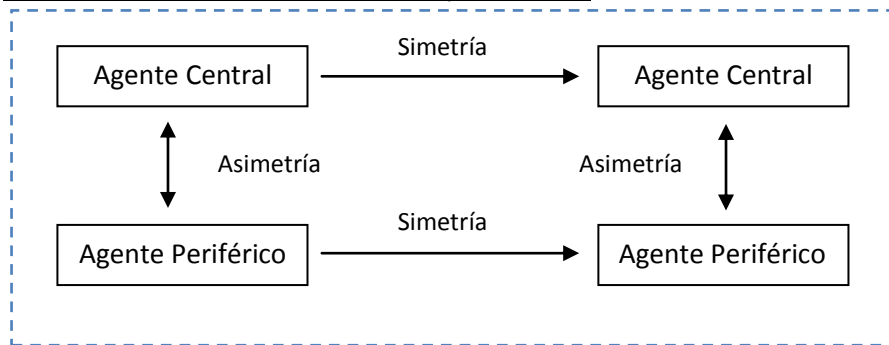 Simetría
Agente Central
Agente Central
Asimetría
Asimetría
Simetría
Agente Periférico
Agente Periférico